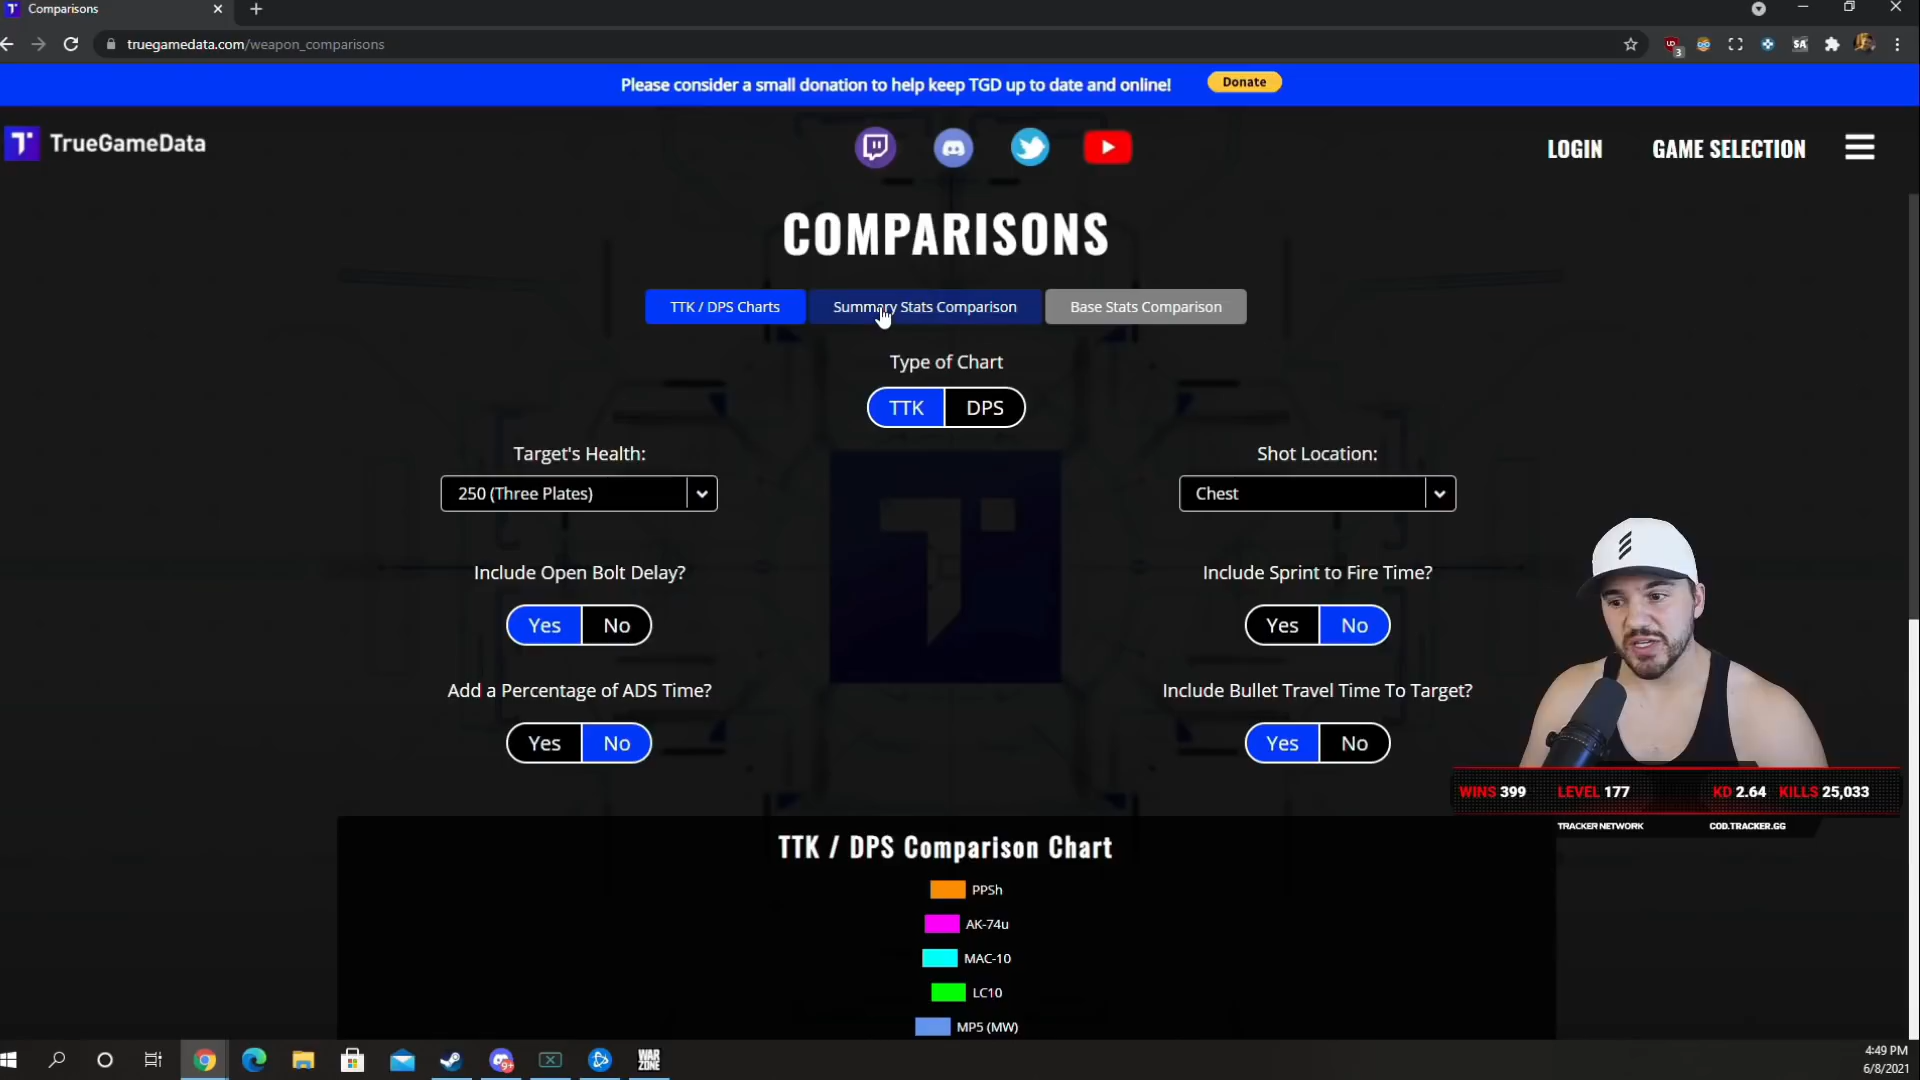 Comparisons
truegamedata.com/weapon_comparisons
3
SA
Please consider a small donation to help keep TGD up to date and online!
Donate
TrueGameData
LOGIN
GAME SELECTION
COMPARISONS
TTK / DPS Charts
Summary Stats Comparison
Base Stats Comparison
Type of Chart
TTK
DPS
Target's Health:
Shot Location:
250 (Three Plates)
Chest
Include Open Bolt Delay?
Include Sprint to Fire Time?
Yes
No
Yes
No
Add a Percentage of ADS Time?
Include Bullet Travel Time To Target?
Yes
No
Yes
No
WINS 399
LEVEL 177
KD 2.64
KILLS 25,033
TRACKER NETWORK
COD.TRACKER.GG
TTK / DPS Comparison Chart
PPSh
AK-74u
MAC-10
LC10
MP5 (MW)
9+
WAR
ZONE
4:49 PM
6/8/2021